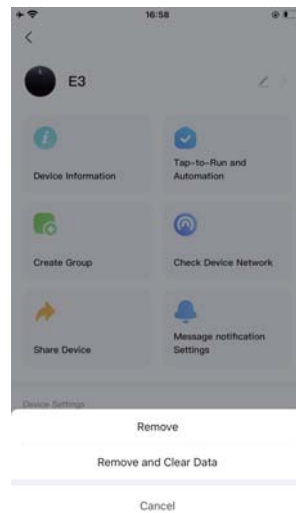 16:58
E3
Device Information
Tap-to-Run and
Automation
Create Group
Check Device Network
Share Device
Message notification
Settings
Device Settings
Remove
Remove and Clear Data
Cancel